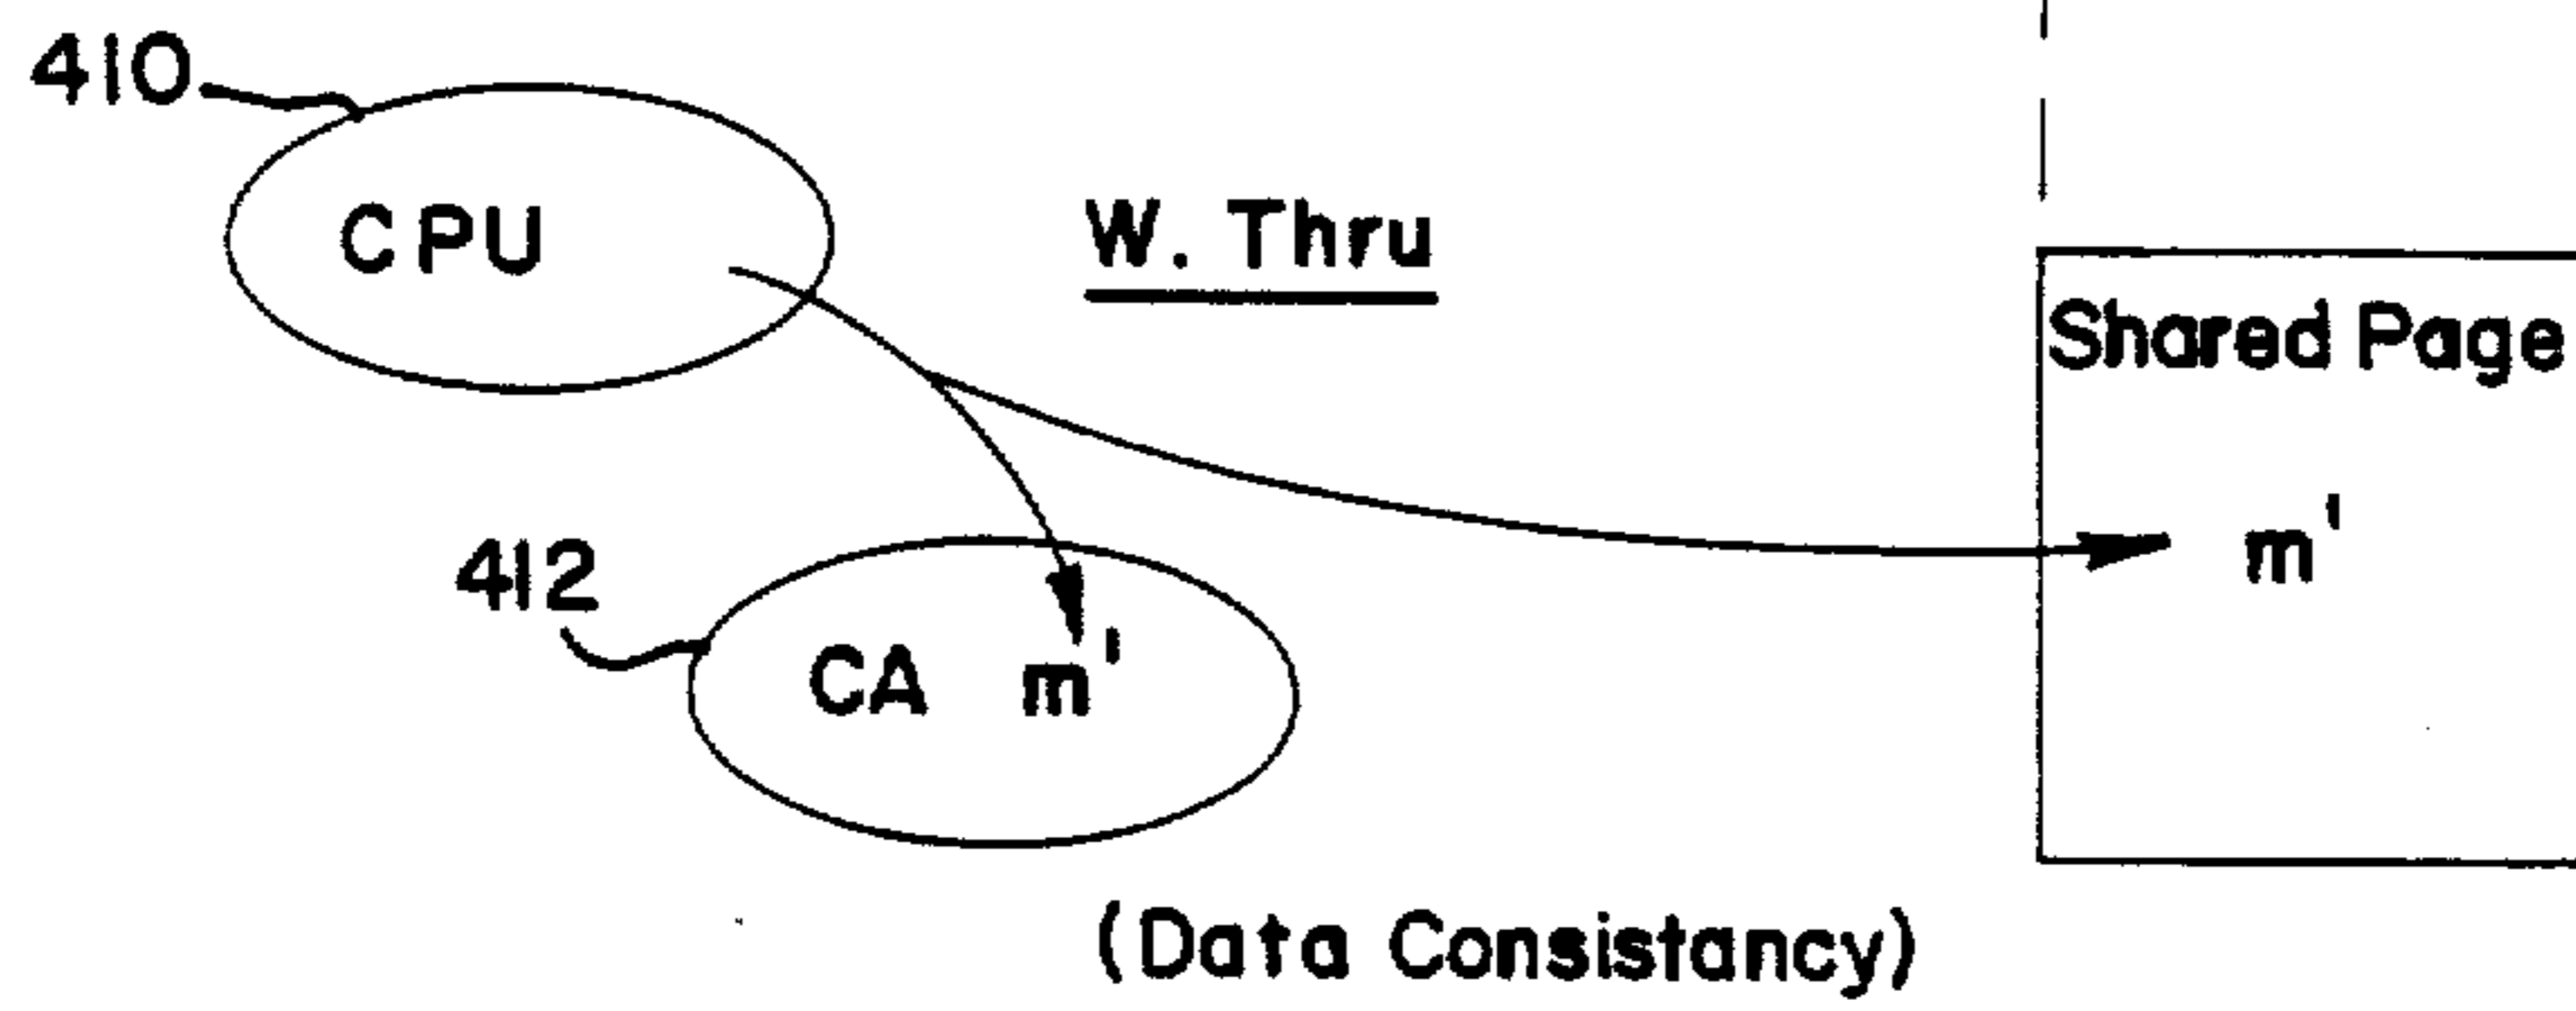 410
CPU
W. Thru
Shared Page
m'
412
CA m'
(Data Consistancy)